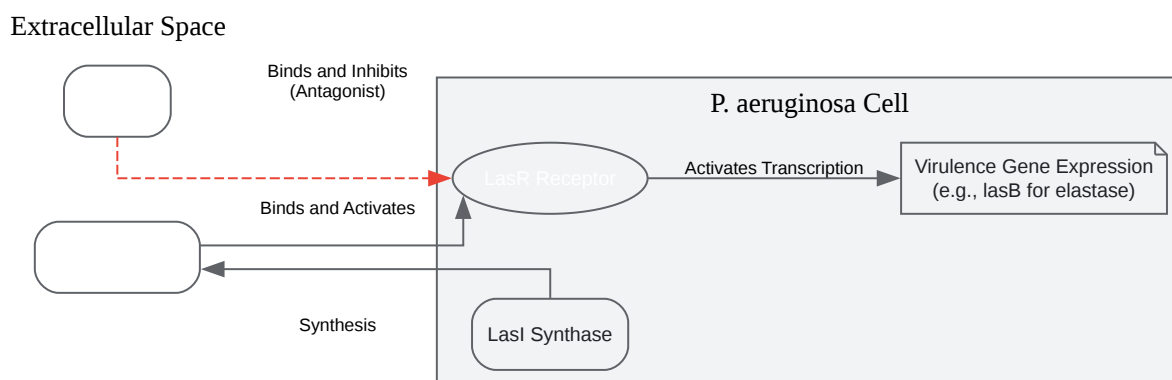 Extracellular Space
Binds and Inhibits
(Antagonist)
P. aeruginosa Cell
LasR Receptor
Activates Transcription
Virulence Gene Expression
(e.g., lasB for elastase)
Binds and Activates
Synthesis
LasI Synthase